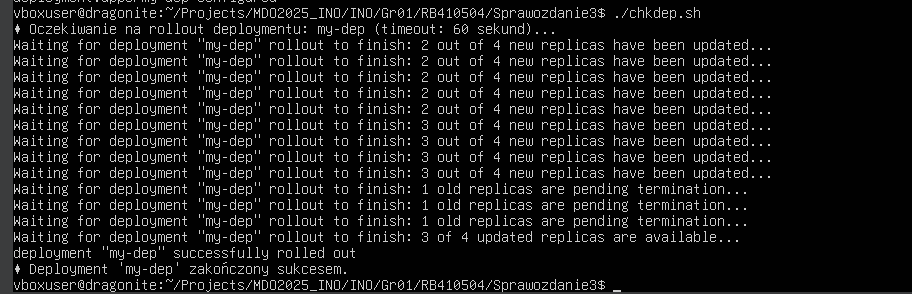 vboxuser@dragonite:~/Projects/MDO2025_INO/INO/Gr01/RB410504/Sprawozdanie3$ ./chkdep.sh
♦ Oczekiwanie na rollout deploymentu: my-dep (timeout: 60 sekund)...
Waiting for deployment "my-dep" rollout to finish: 2 out of 4 new replicas have been updated...
Waiting for deployment "my-dep" rollout to finish: 2 out of 4 new replicas have been updated...
Waiting for deployment "my-dep" rollout to finish: 2 out of 4 new replicas have been updated...
Waiting for deployment "my-dep" rollout to finish: 2 out of 4 new replicas have been updated...
Waiting for deployment "my-dep" rollout to finish: 2 out of 4 new replicas have been updated...
Waiting for deployment "my-dep" rollout to finish: 3 out of 4 new replicas have been updated...
Waiting for deployment "my-dep" rollout to finish: 3 out of 4 new replicas have been updated...
Waiting for deployment "my-dep" rollout to finish: 3 out of 4 new replicas have been updated...
Waiting for deployment "my-dep" rollout to finish: 3 out of 4 new replicas have been updated...
Waiting for deployment "my-dep" rollout to finish: 1 old replicas are pending termination...
Waiting for deployment "my-dep" rollout to finish: 1 old replicas are pending termination...
Waiting for deployment "my-dep" rollout to finish: 1 old replicas are pending termination...
Waiting for deployment "my-dep" rollout to finish: 3 of 4 updated replicas are available...
deployment "my-dep" successfully rolled out
♦ Deployment 'my-dep' zakończony sukcesem.
vboxuser@dragonite:~/Projects/MDO2025_INO/INO/Gr01/RB410504/Sprawozdanie3$ _